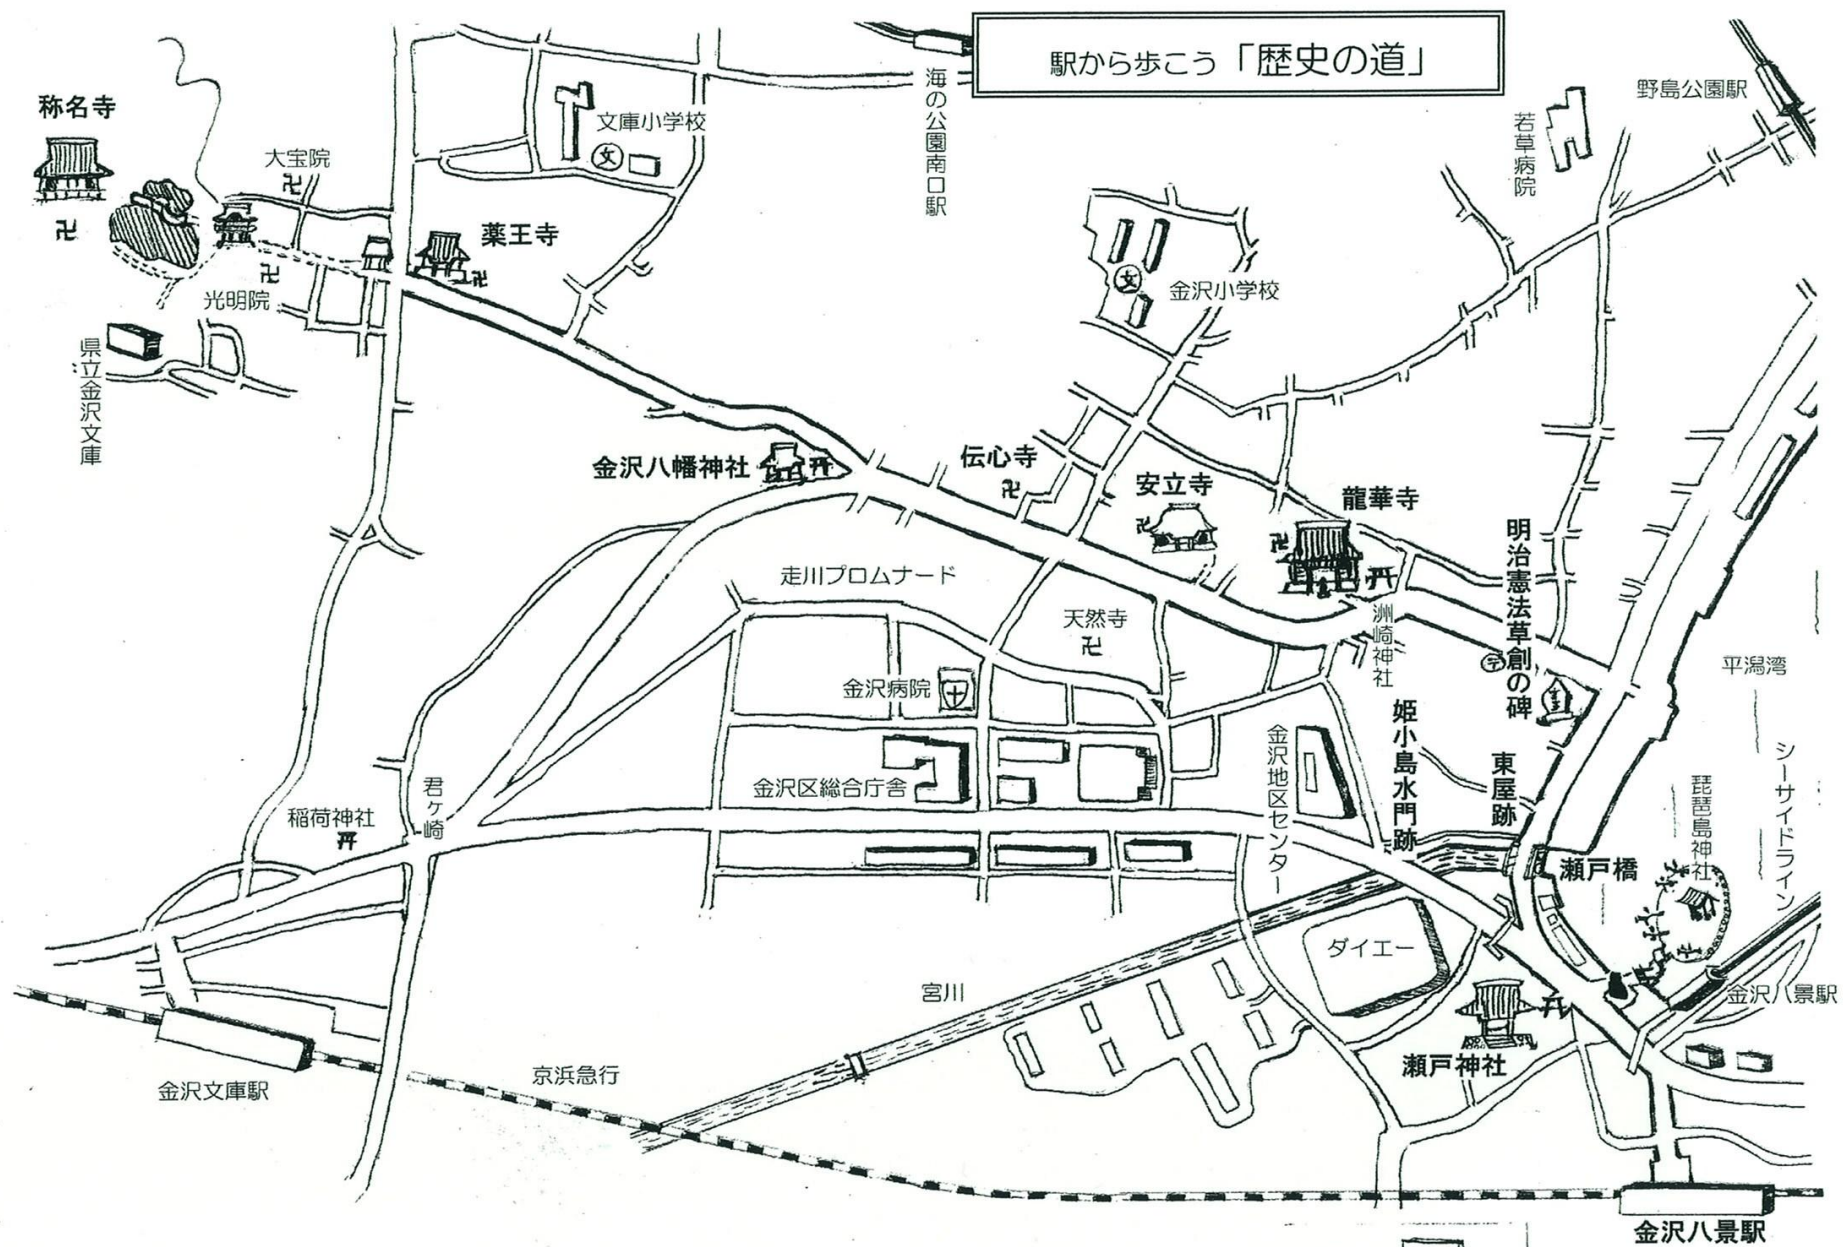 駅から歩こう「歴史の道」
称名寺
大宝院
文庫小学校
文
海の公園南口駅
野島公園駅
若草病院
薬王寺
光明院
県立金沢文庫
文
金沢小学校
金沢八幡神社
伝心寺
安立寺
龍華寺
明治憲法草創の碑
走川プロムナード
天然寺
洲崎神社
平潟湾
金沢病院
姫小島水門跡
金沢地区センター
東屋跡
シーサイドライン
琵琶島神社
君ヶ崎
金沢区総合庁舎
稲荷神社
瀬戸橋
ダイエー
宮川
金沢八景駅
瀬戸神社
京浜急行
金沢文庫駅
金沢八景駅